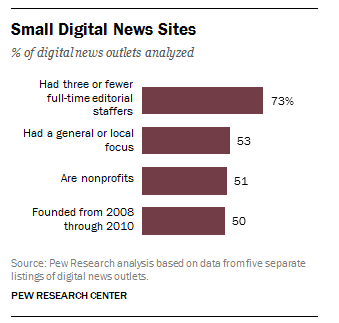 Small Digital News Sites
% of digital news outlets analyzed
Had three or fewer
full-time editorial
staffers
73%
Had a general or local
focus
53
Are nonprofits
51
Founded from 2008
through 2010
50
Source: Pew Research analysis based on data from five separate
listings of digital news outlets.
PEW RESEARCH CENTER